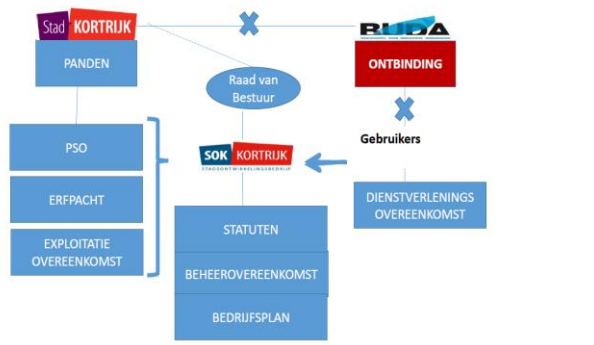 Stad KORTRIJK
BUDA
PANDEN
ONTBINDING
Raad van
Bestuur
Gebruikers
PSO
SOK KORTRIJK
STADSONTWIKKELINGSBEDRIJF
ERFPACHT
DIENSTVERLENINGS
OVEREENKOMST
STATUTEN
EXPLOITATIE
OVEREENKOMST
BEHEEROVEREENKOMST
BEDRIJFSPLAN